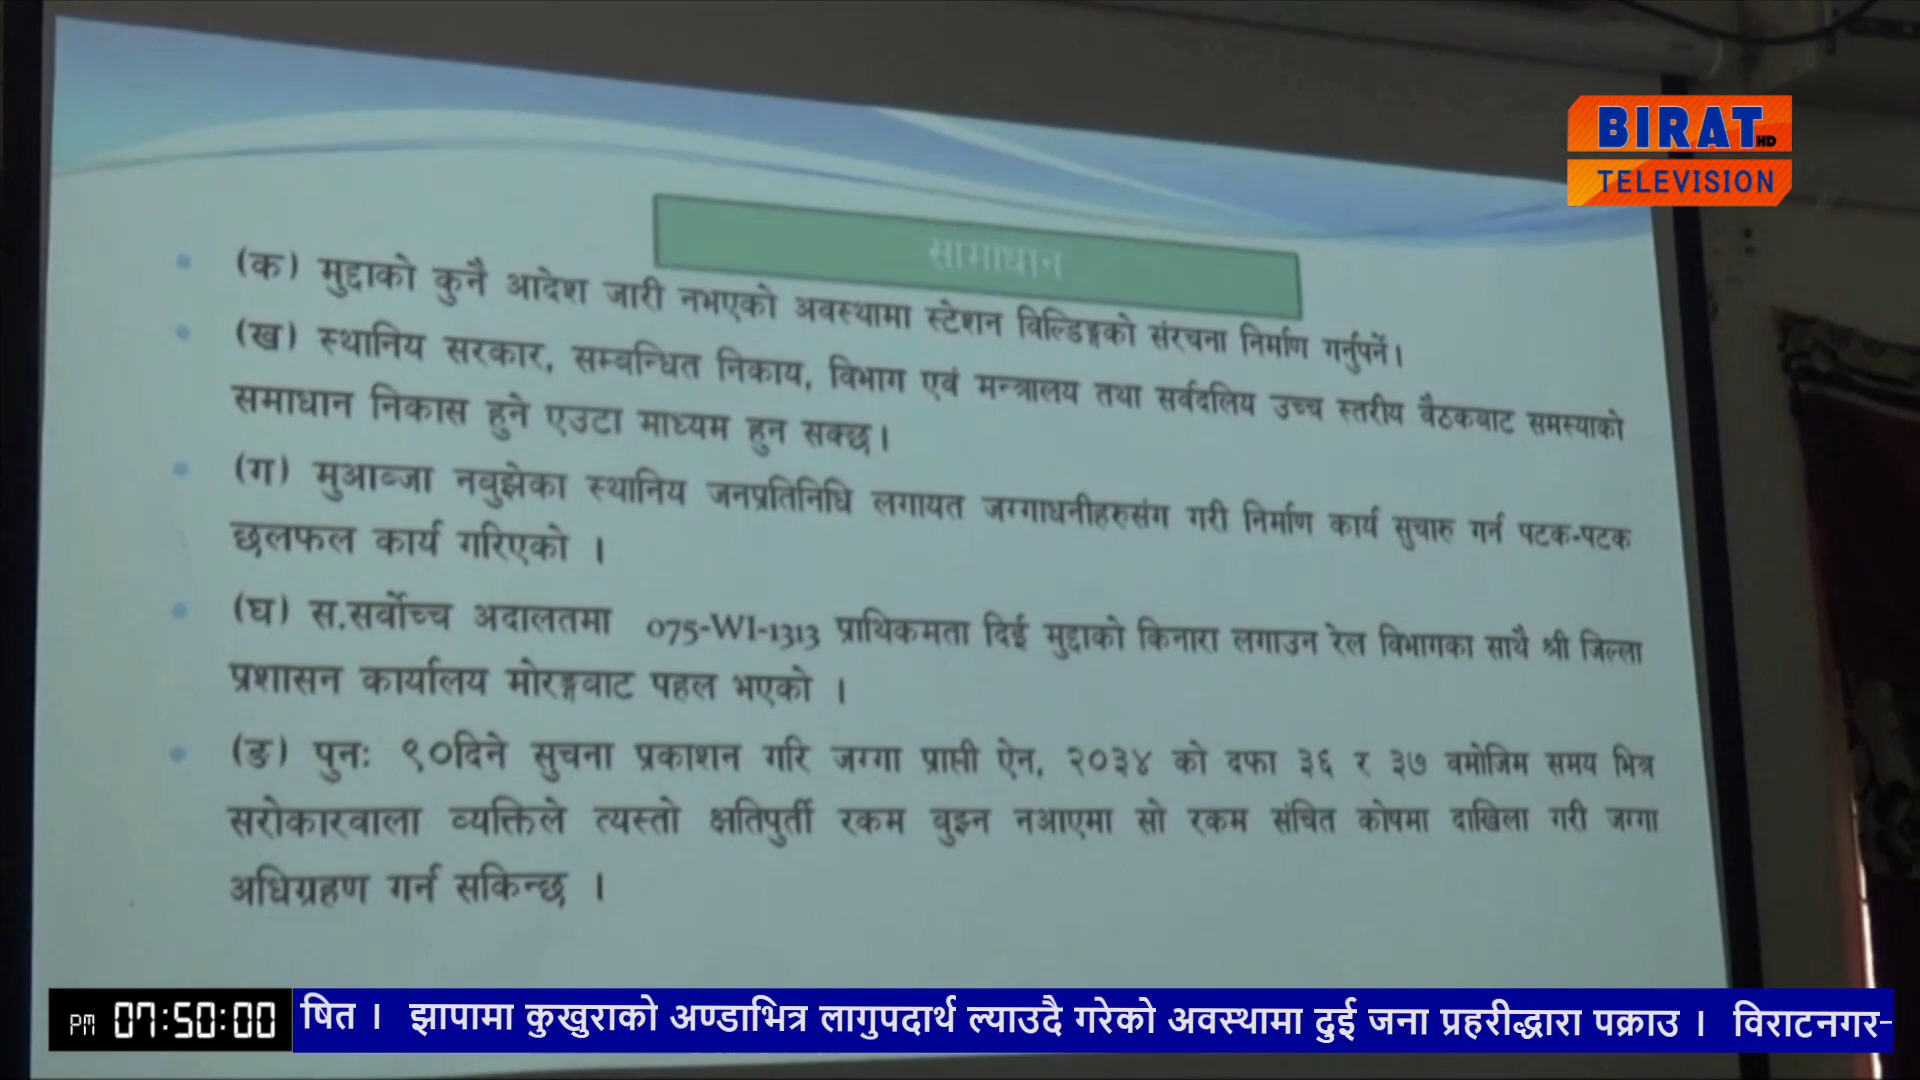 BIRAT HD
TELEVISION
सामाधान
(क) मुद्दाको कुनै आदेश जारी नभएको अवस्थामा स्टेशन विल्डिङ्गको संरचना निर्माण गर्नुपर्ने।
(ख) स्थानिय सरकार, सम्बन्धित निकाय, विभाग एवं मन्त्रालय तथा सर्वदलिय उच्च स्तरीय वैठकवाट समस्याको
समाधान निकास हुने एउटा माध्यम हुन सक्छ।
(ग) मुआब्जा नबुझेका स्थानिय जनप्रतिनिधि लगायत जग्गाधनीहरुसंग गरी निर्माण कार्य सुचारु गर्न पटक-पटक
छलफल कार्य गरिएको ।
(घ) स.सर्वोच्च अदालतमा 075-WI-1313 प्राथिकमता दिई मुद्दाको किनारा लगाउन रेल विभागका साथै श्री जिल्ला
प्रशासन कार्यालय मोरङ्गवाट पहल भएको ।
(ङ) पुनः ९०दिने सुचना प्रकाशन गरि जग्गा प्राप्ती ऐन, २०३४ को दफा ३६ र ३७ वमोजिम समय भित्र
सरोकारवाला व्यक्तिले त्यस्तो क्षतिपुर्ती रकम बुझ्न नआएमा सो रकम संचित कोषमा दाखिला गरी जग्गा
अधिग्रहण गर्न सकिन्छ ।
PM 07:50:00 षित । झापामा कुखुराको अण्डाभित्र लागुपदार्थ ल्याउदै गरेको अवस्थामा दुई जना प्रहरीद्धारा पक्राउ । विराटनगर-